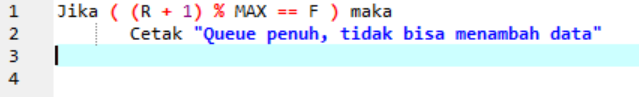 1 Jika ( (R + 1) % MAX == F ) maka
2 Cetak "Queue penuh, tidak bisa menambah data"
3
4